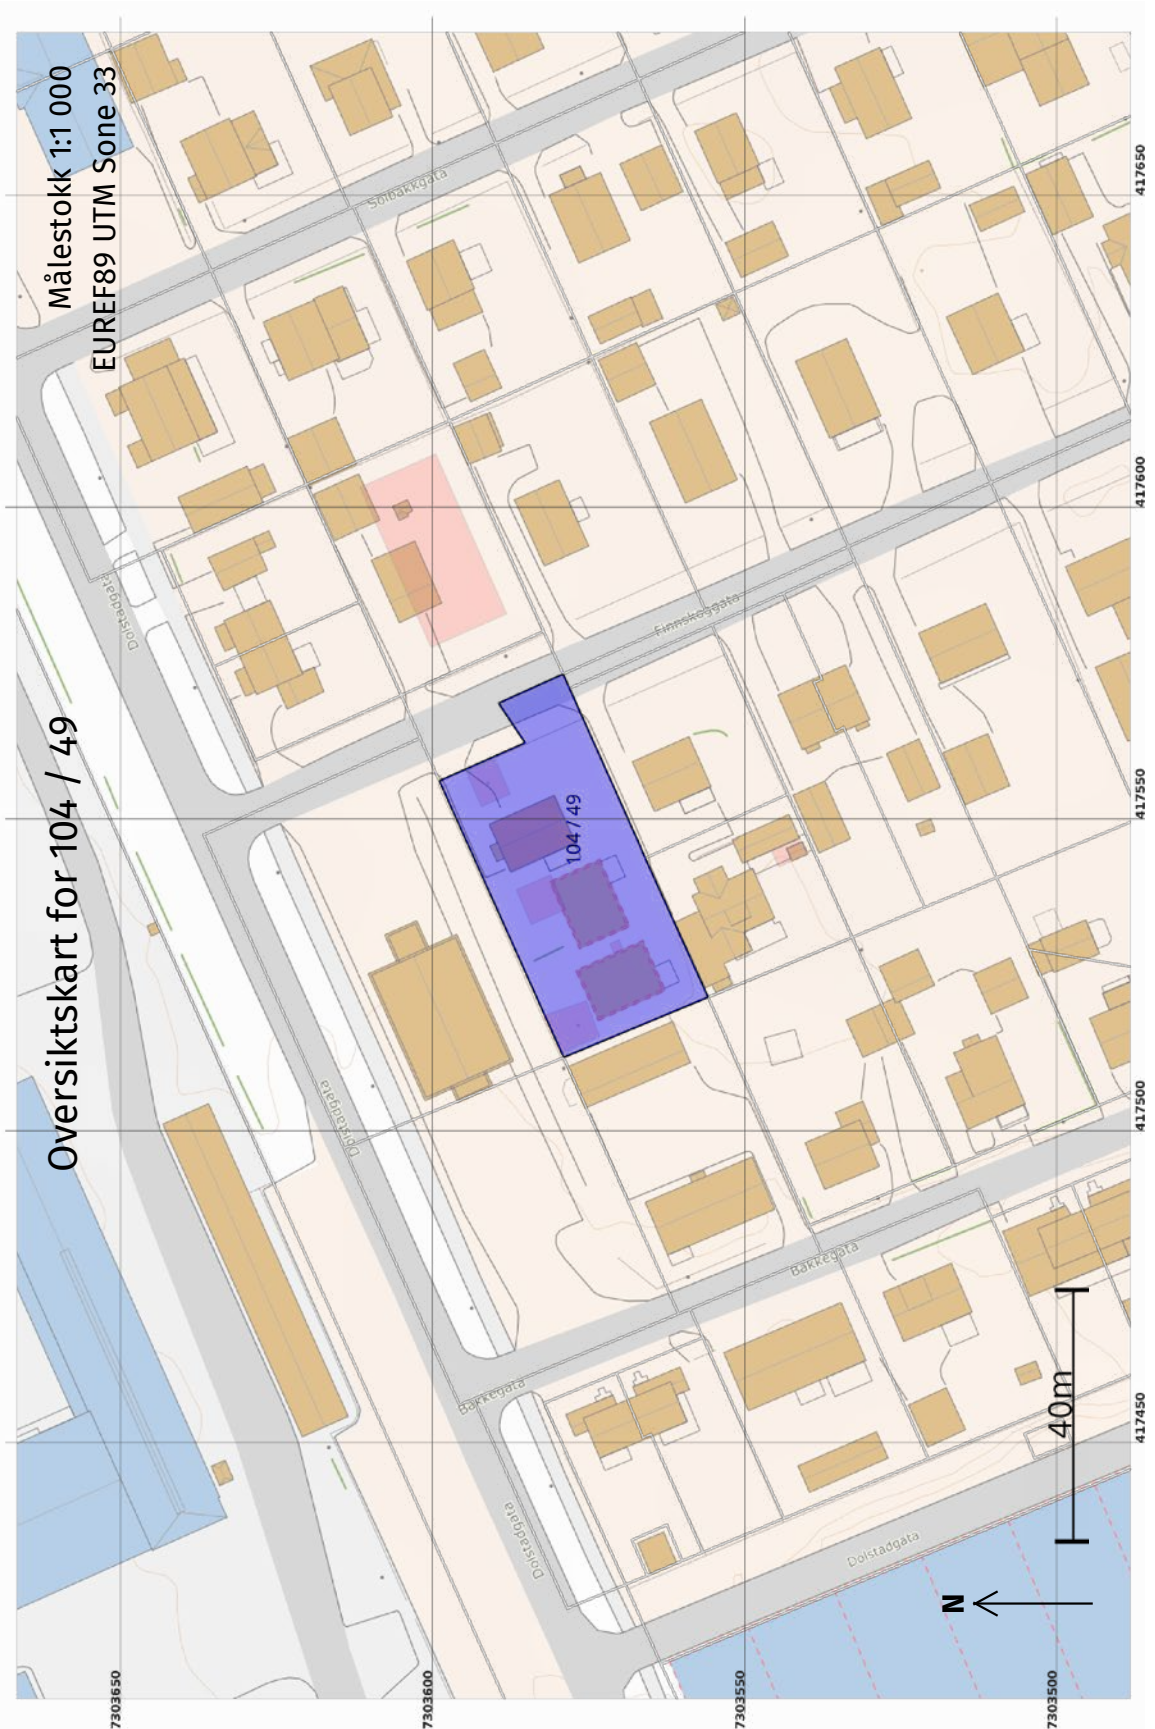 Oversiktskart for 104 / 49
Målestokk 1:1 000
EUREF89 UTM Sone 33
Solbakkgata
Dolstadgata
Finnskoggata
104 / 49
Dolstadgata
Bakkegata
Bakkegata
Dolstadgata
Dolstadgata
40m
N
417650
417600
417550
417500
417450
7303650
7303600
7303550
7303500